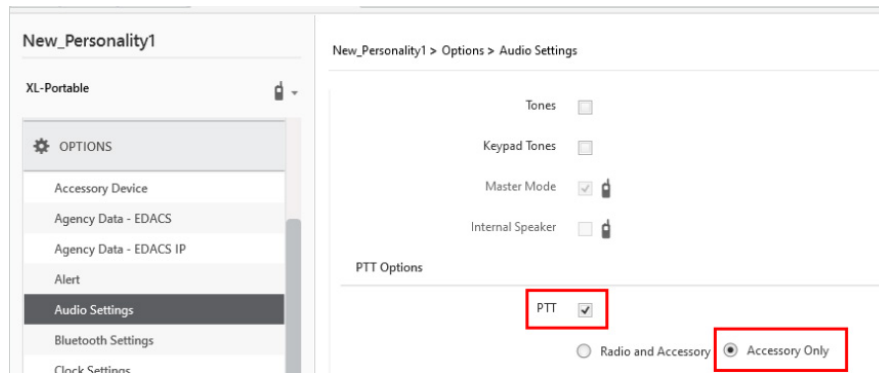 New_Personality1
XL-Portable
OPTIONS
Accessory Device
Agency Data - EDACS
Agency Data - EDACS IP
Alert
Audio Settings
Bluetooth Settings
Clock Settings
New_Personality1 > Options > Audio Settings
Tones
Keypad Tones
Master Mode
Internal Speaker
PTT Options
PTT
Radio and Accessory Accessory Only